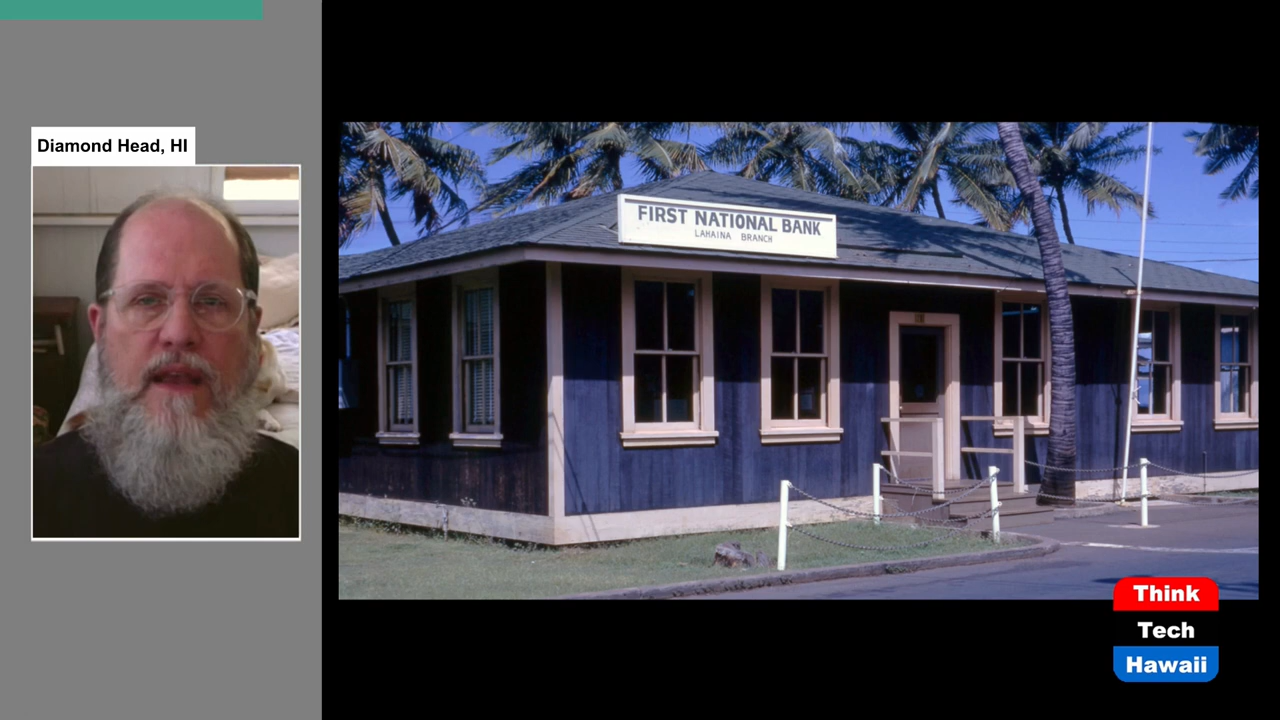 Diamond Head, HI
FIRST NATIONAL BANK
LAHAINA BRANCH
Think
Tech
Hawaii